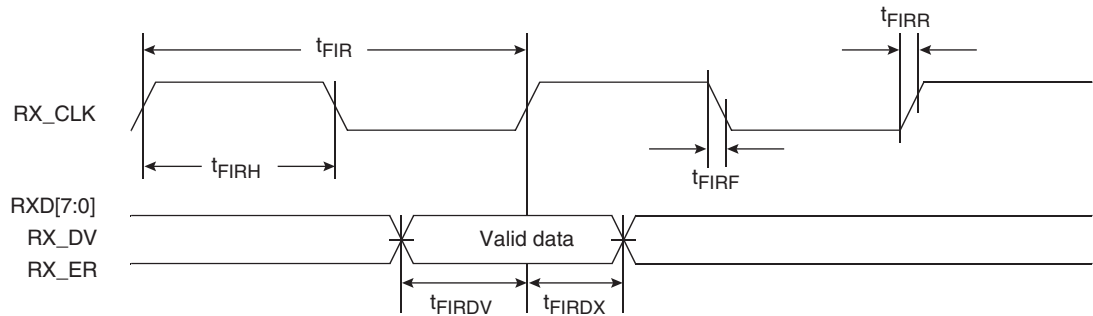 tFIRR
tFIR
RX_CLK
tFIRH
tFIRF
RXD[7:0]
RX_DV
Valid data
RX_ER
tFIRDV
tFIRDX